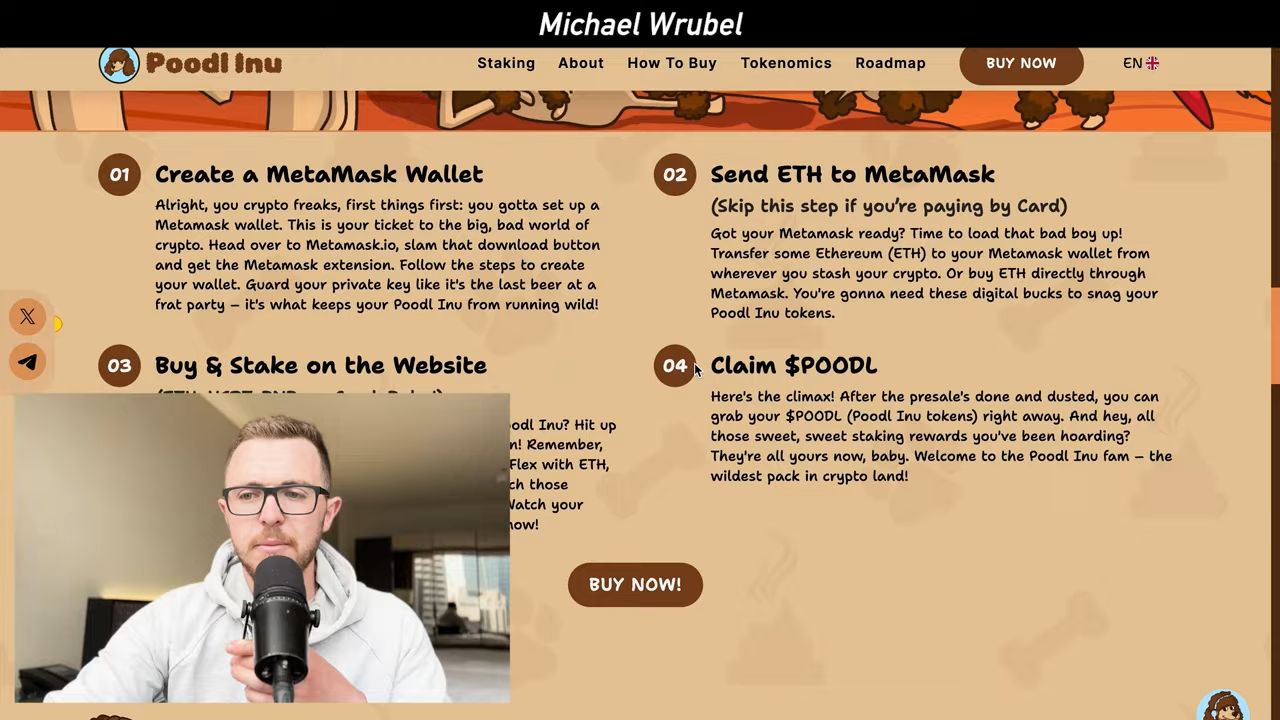 Michael Wrubel
Poodl Inu
Staking
About
How To Buy
Tokenomics
Roadmap
BUY NOW
EN
01
Create a MetaMask Wallet
Alright, you crypto freaks, first things first: you gotta set up a
Metamask wallet. This is your ticket to the big, bad world of
crypto. Head over to Metamask.io, slam that download button
and get the Metamask extension. Follow the steps to create
your wallet. Guard your private key like it's the last beer at a
frat party – it's what keeps your Poodl Inu from running wild!
02
Send ETH to MetaMask
(Skip this step if you're paying by Card)
Got your Metamask ready? Time to load that bad boy up!
Transfer some Ethereum (ETH) to your Metamask wallet from
wherever you stash your crypto. Or buy ETH directly through
Metamask. You're gonna need these digital bucks to snag your
Poodl Inu tokens.
03
Buy & Stake on the Website
Inu? Hit up
Remember,
Flex with ETH,
those
Watch your
04
Claim $POODL
Here's the climax! After the presale's done and dusted, you can
grab your $POODL (Poodl Inu tokens) right away. And hey, all
those sweet, sweet staking rewards you've been hoarding?
They're all yours now, baby. Welcome to the Poodl Inu fam – the
wildest pack in crypto land!
BUY NOW!